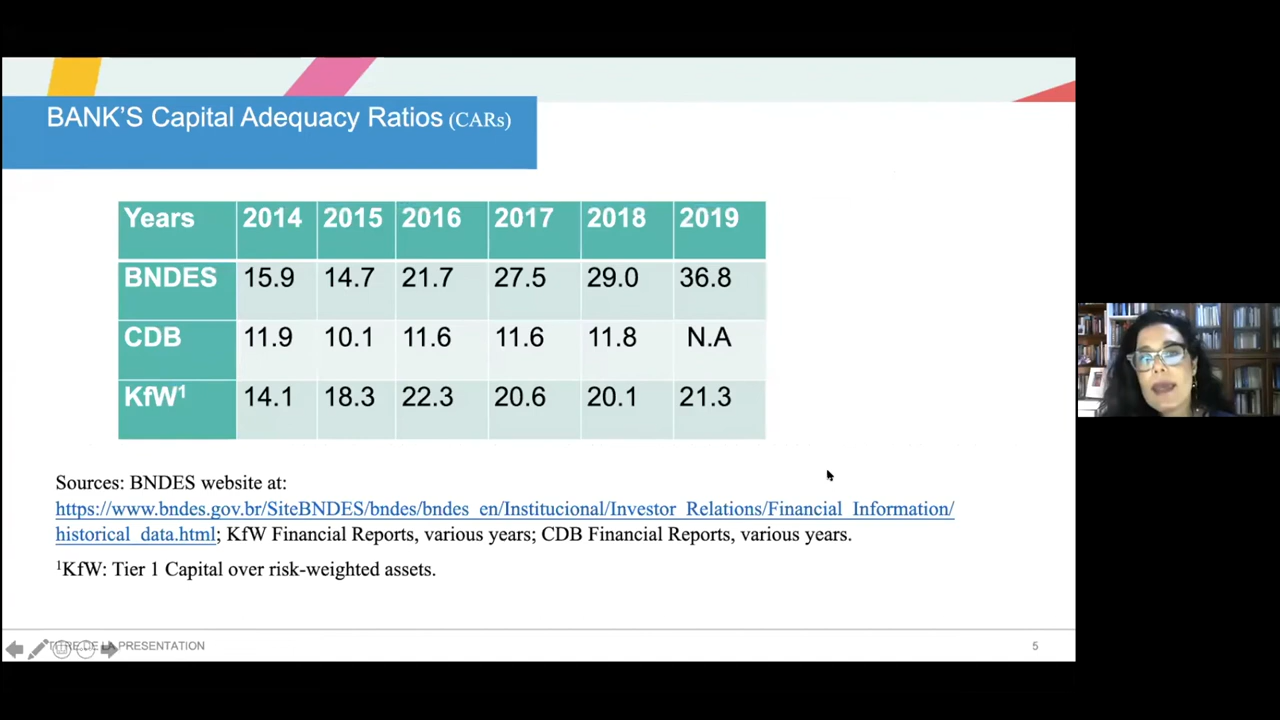 BANK'S Capital Adequacy Ratios (CARs)
Years 2014 2015 2016 2017 2018 2019
BNDES 15.9 14.7 21.7 27.5 29.0 36.8
CDB 11.9 10.1 11.6 11.6 11.8 N.A
KfW¹ 14.1 18.3 22.3 20.6 20.1 21.3
Sources: BNDES website at:
https://www.bndes.gov.br/SiteBNDES/bndes/bndes_en/Institucional/Investor_Relations/Financial_Information/
historical_data.html; KfW Financial Reports, various years; CDB Financial Reports, various years.
¹KfW: Tier 1 Capital over risk-weighted assets.
TITRE DE LA PRESENTATION 5